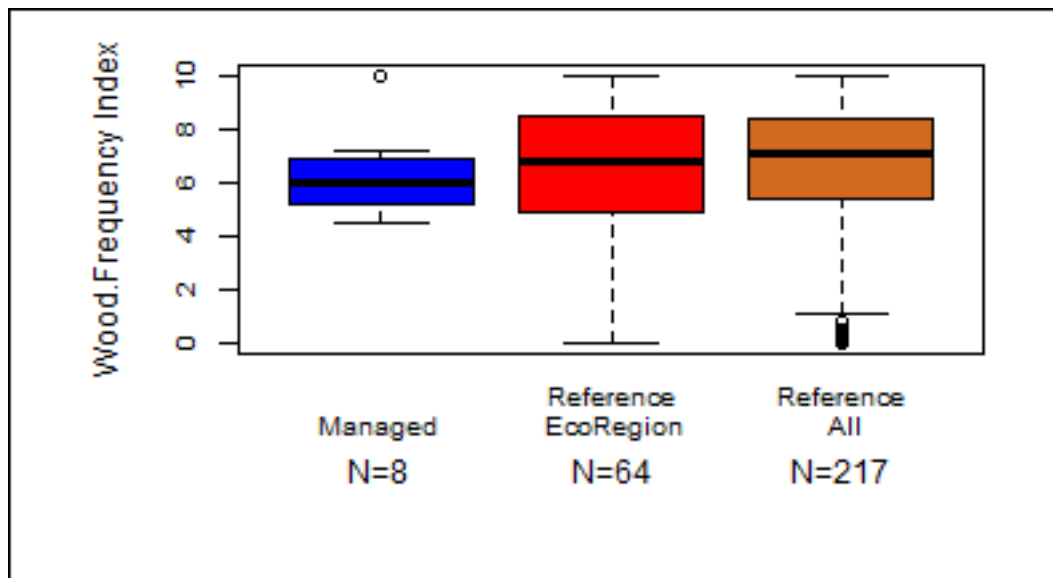 Wood.Frequency Index
10
8
6
4
2
0
Managed
Reference
EcoRegion
Reference
All
N=8
N=64
N=217